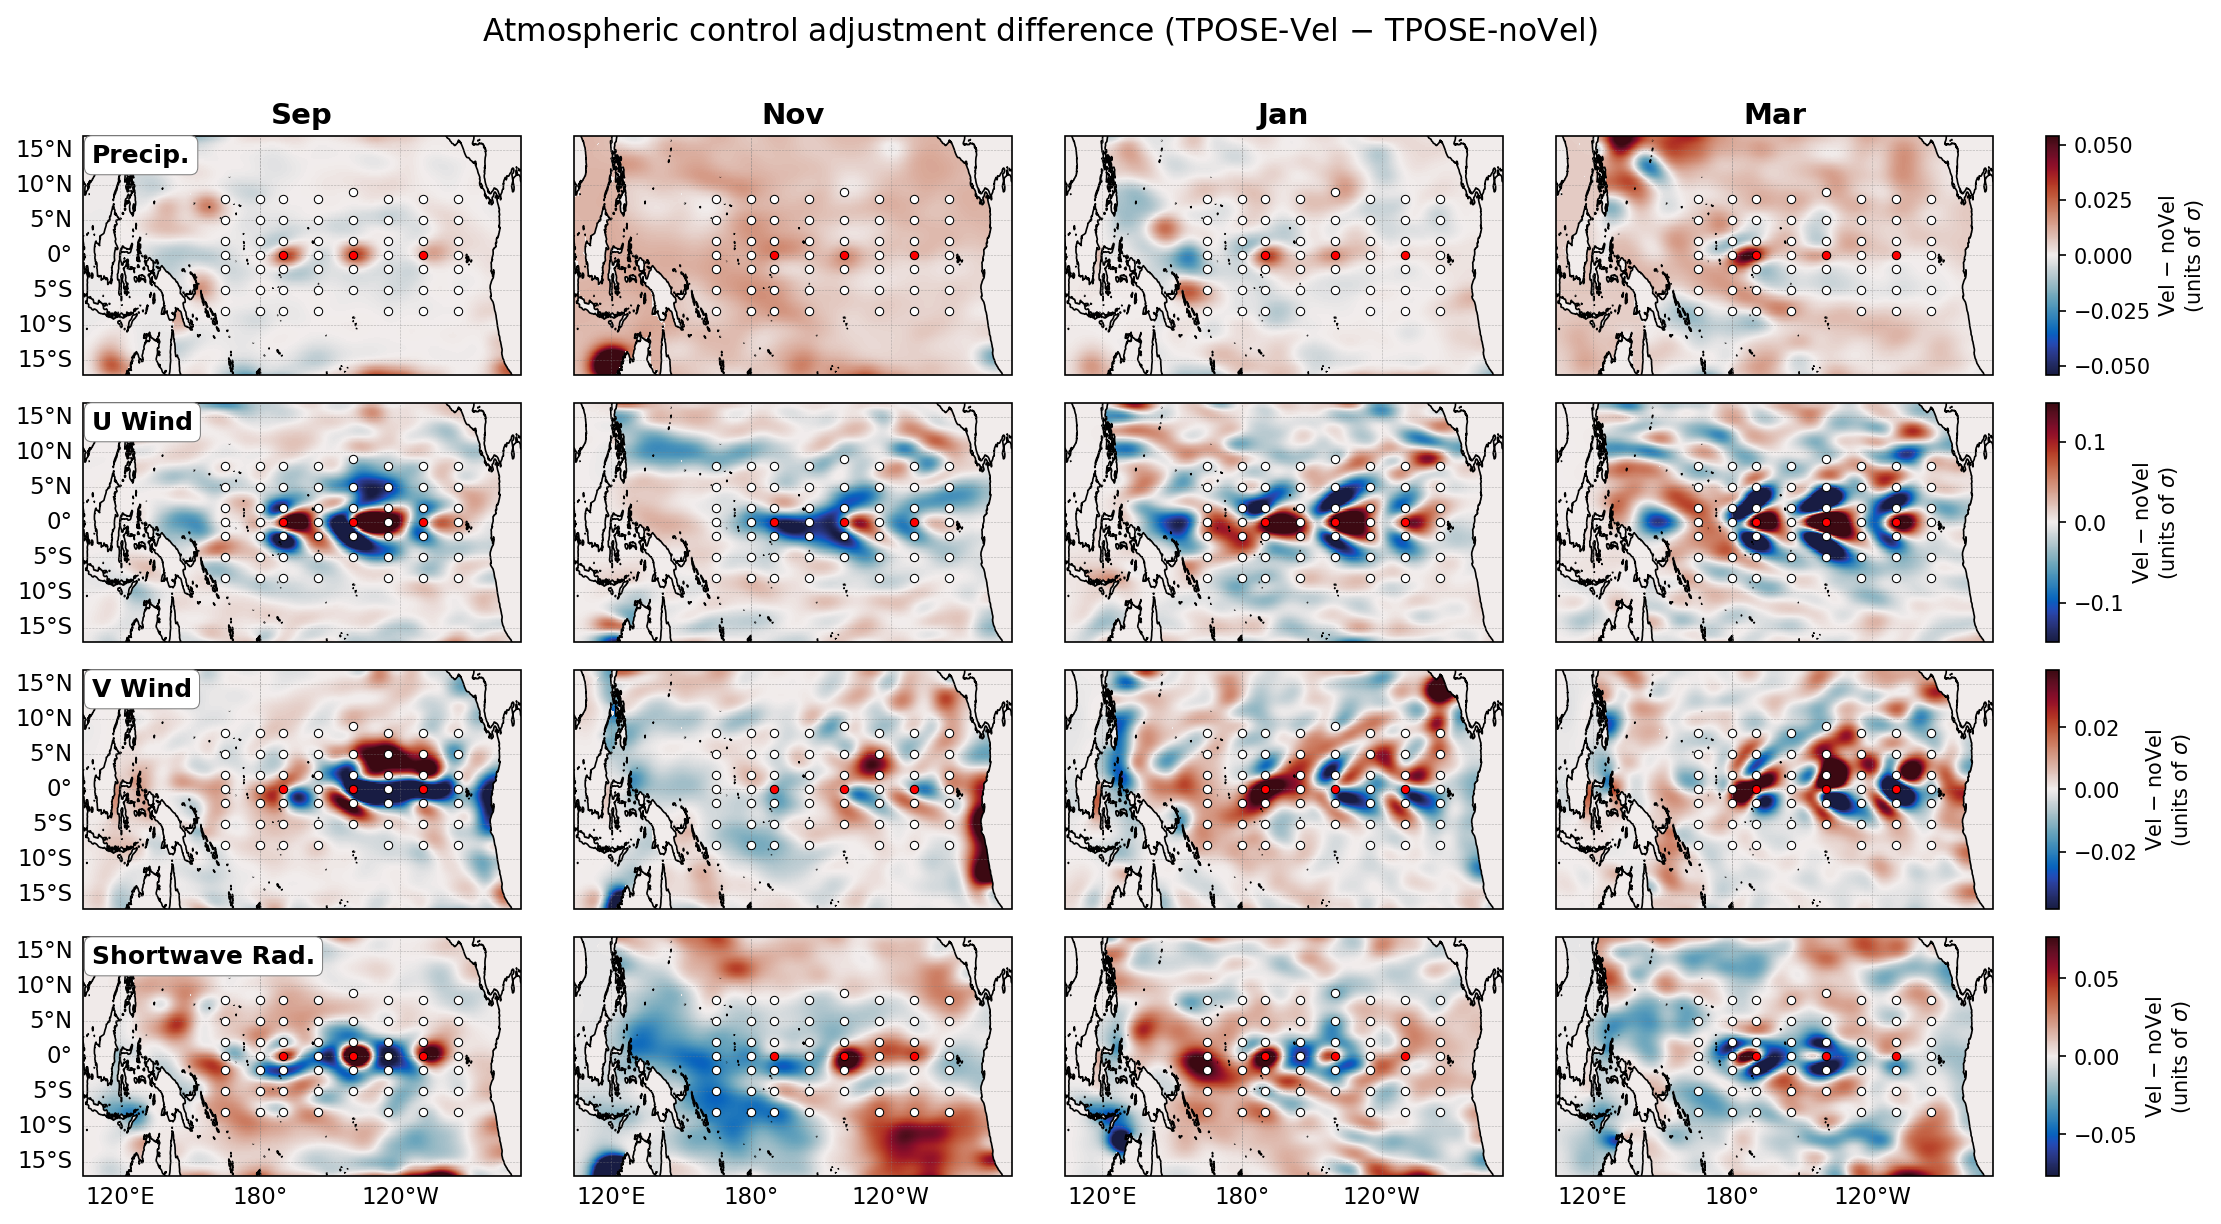 Atmospheric control adjustment difference (TPOSE-Vel − TPOSE-noVel)
Sep Nov Jan Mar
Precip.
15°N
10°N
5°N
0°
5°S
10°S
15°S
0.050
0.025
0.000
−0.025
−0.050
Vel − noVel
(units of σ)
U Wind
15°N
10°N
5°N
0°
5°S
10°S
15°S
0.1
0.0
−0.1
Vel − noVel
(units of σ)
V Wind
15°N
10°N
5°N
0°
5°S
10°S
15°S
0.02
0.00
−0.02
Vel − noVel
(units of σ)
Shortwave Rad.
15°N
10°N
5°N
0°
5°S
10°S
15°S
0.05
0.00
−0.05
Vel − noVel
(units of σ)
120°E 180° 120°W 120°E 180° 120°W 120°E 180° 120°W 120°E 180° 120°W